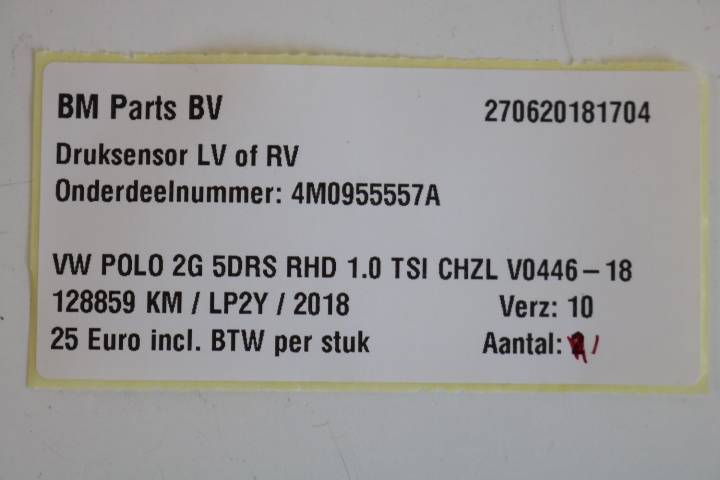 BM Parts BV 270620181704
Druksensor LV of RV
Onderdeelnummer: 4M0955557A
VW POLO 2G 5DRS RHD 1.0 TSI CHZL V0446-18
128859 KM / LP2Y / 2018 Verz: 10
25 Euro incl. BTW per stuk Aantal: 1